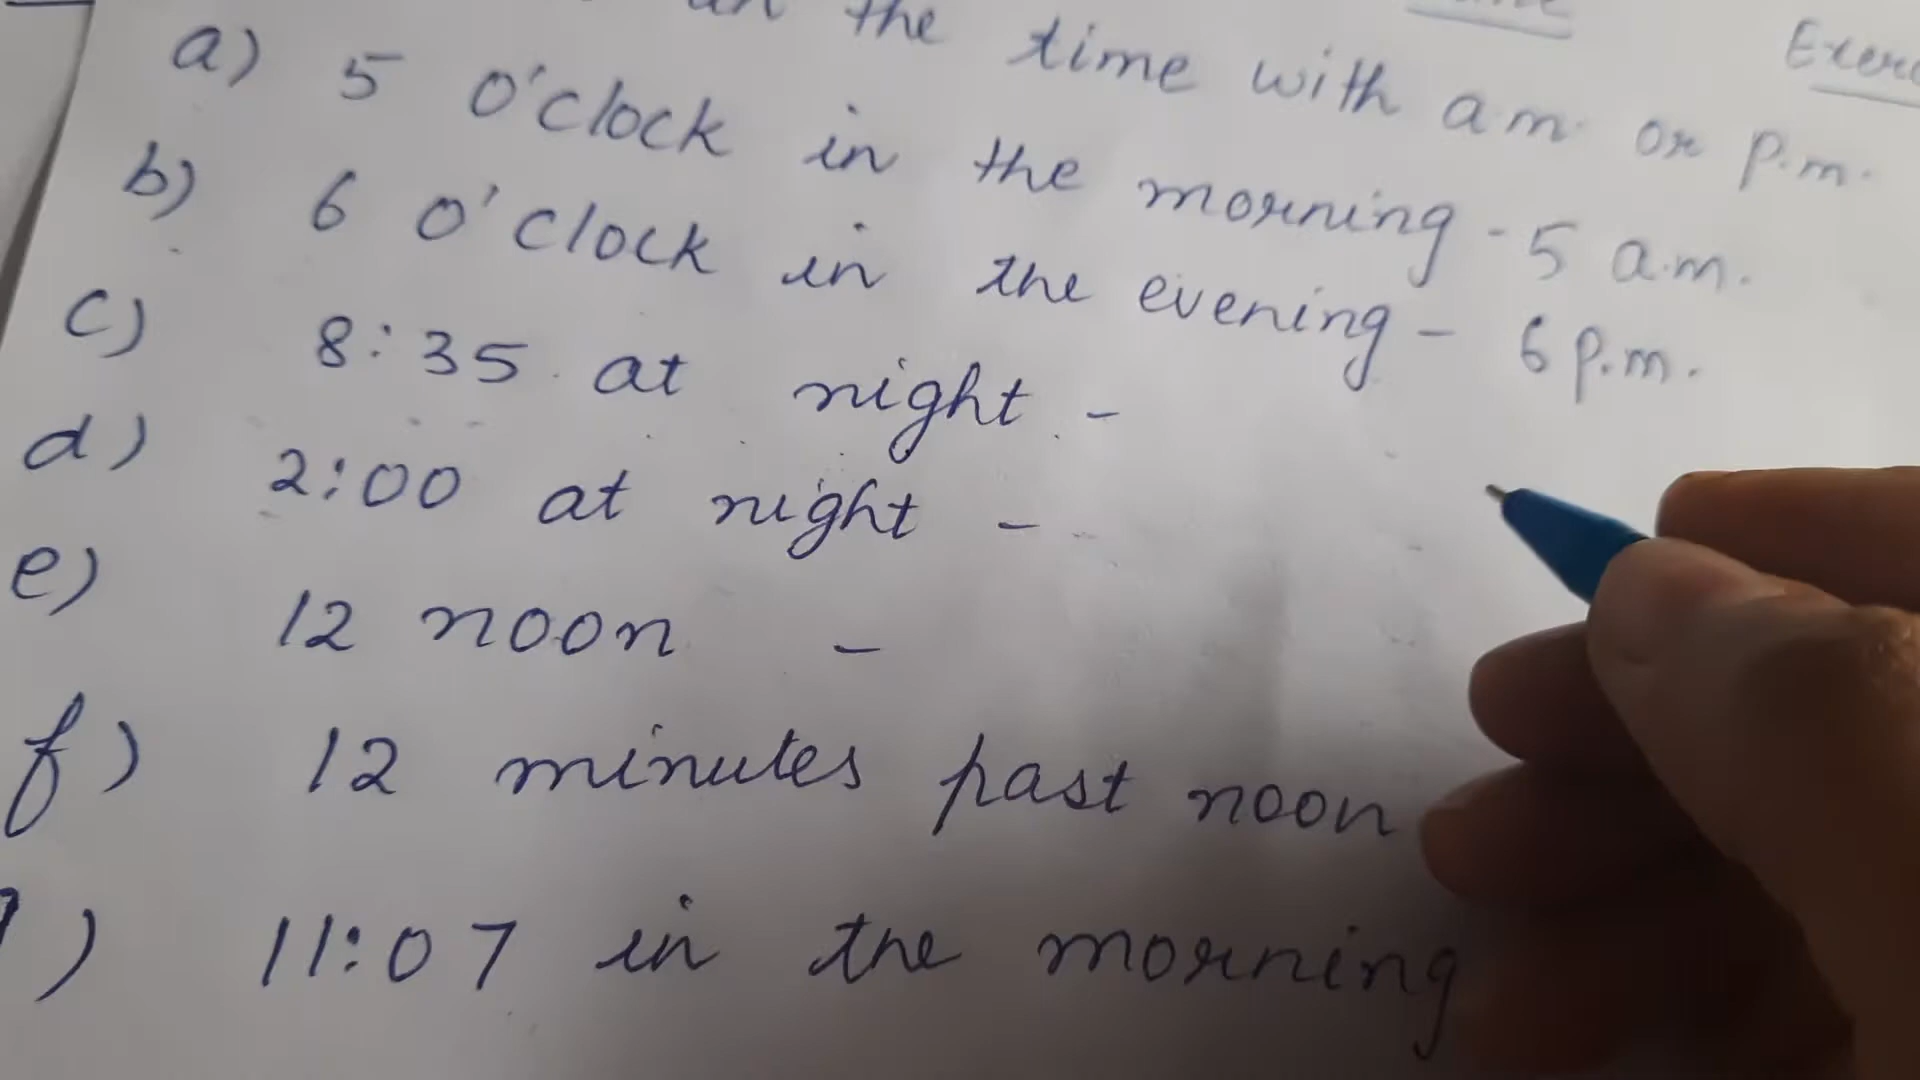 the time with a.m. or p.m.
a) 5 O'clock in the morning - 5 a.m.
b) 6 O'clock in the evening - 6 p.m.
c) 8:35 at night -
d) 2:00 at night -
e) 12 noon -
f) 12 minutes past noon
) 11:07 in the morning